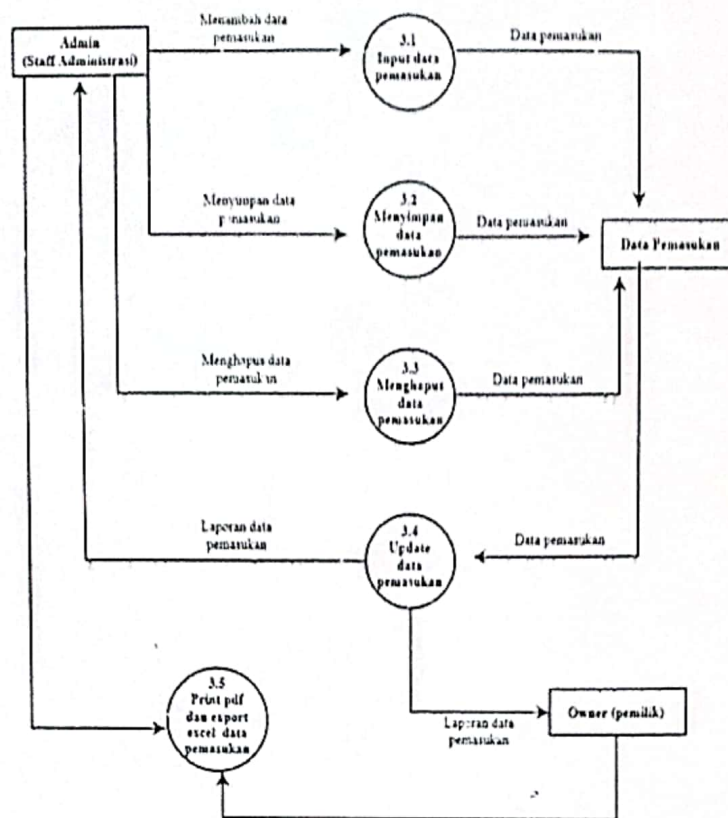 Admin
(Staff Administrasi)
Menambah data
pemasukan
3.1
Input data
pemasukan
Data pemasukan
Menyimpan data
pemasukan
3.2
Menyimpan
data
pemasukan
Data pemasukan
Data Pemasukan
Menghapus data
pemasukan
3.3
Menghapus
data
pemasukan
Data pemasukan
Laporan data
pemasukan
3.4
Update
data
pemasukan
Data pemasukan
3.5
Print pdf
dan export
excel data
pemasukan
Laporan data
pemasukan
Owner (pemilik)